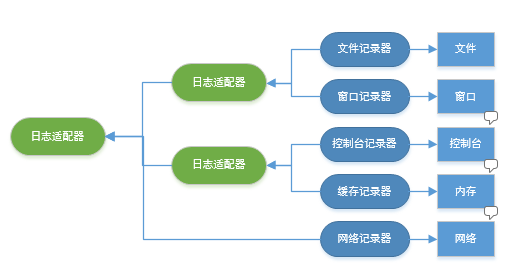 文件记录器
文件
日志适配器
窗口记录器
窗口
日志适配器
控制台记录器
控制台
日志适配器
缓存记录器
内存
网络记录器
网络